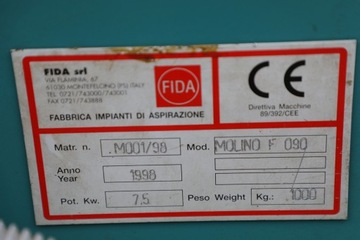 FIDA srl
VIA FLAMINIA, 67
61030 MONTEFELCINO (PS) ITALY
TEL. 0721/743000/743001
FAX 0721/743888
FIDA
CE
Direttiva Macchine
89/392/CEE
FABBRICA IMPIANTI DI ASPIRAZIONE
Matr. n. .M001/98 Mod. MOLINO F 090
Anno
Year 1998
Pot. Kw. 7.5 Peso Weight Kg.: 1000